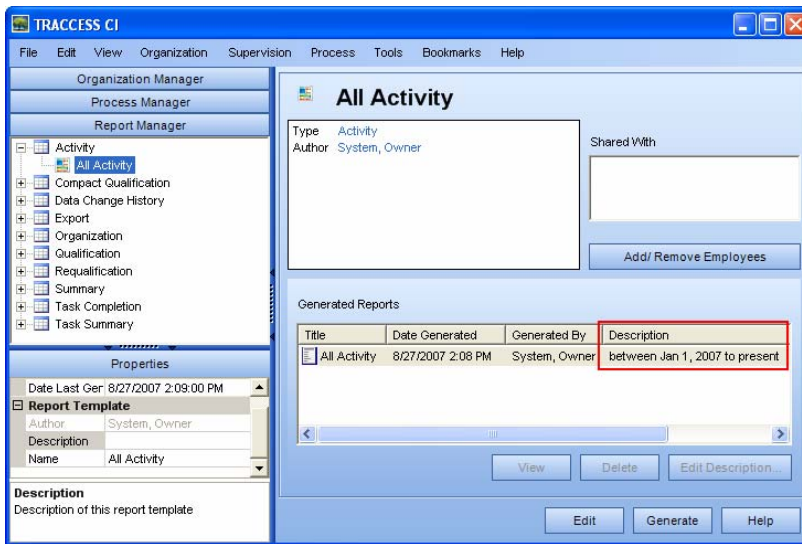 TRACCESS CI
File Edit View Organization Supervision Process Tools Bookmarks Help
Organization Manager
Process Manager
Report Manager
Activity
All Activity
Compact Qualification
Data Change History
Export
Organization
Qualification
Requalification
Summary
Task Completion
Task Summary
Properties
Date Last Ger 8/27/2007 2:09:00 PM
Report Template
Author System, Owner
Description
Name All Activity
Description
Description of this report template
All Activity
Type Activity
Author System, Owner
Shared With
Add/Remove Employees
Generated Reports
Title Date Generated Generated By Description
All Activity 8/27/2007 2:08 PM System, Owner between Jan 1, 2007 to present
View Delete Edit Description...
Edit Generate Help